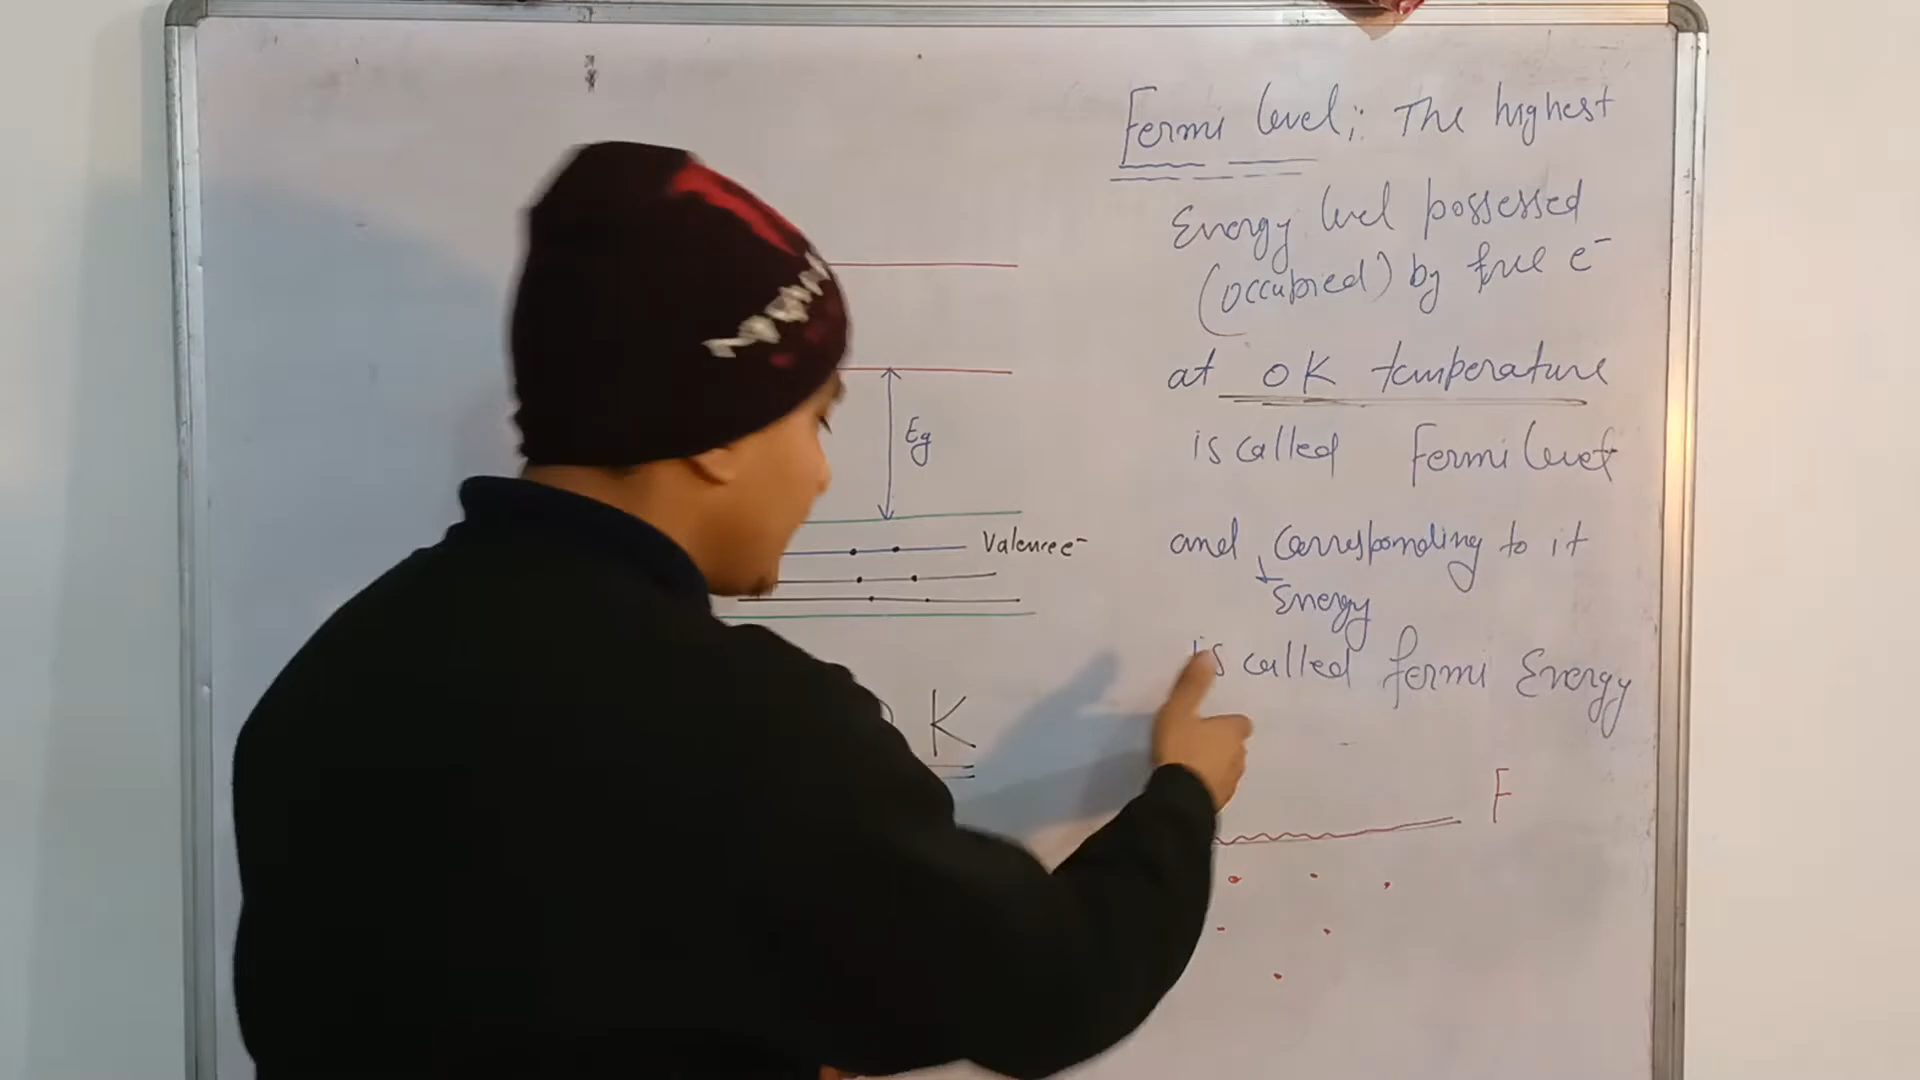 Fermi level;: The highest
Energy level possessed
(occupied) by free e⁻
at 0 K temperature
is called Fermi level
and corresponding to it
Energy
is called fermi Energy
Eg
Valence e⁻
K
F